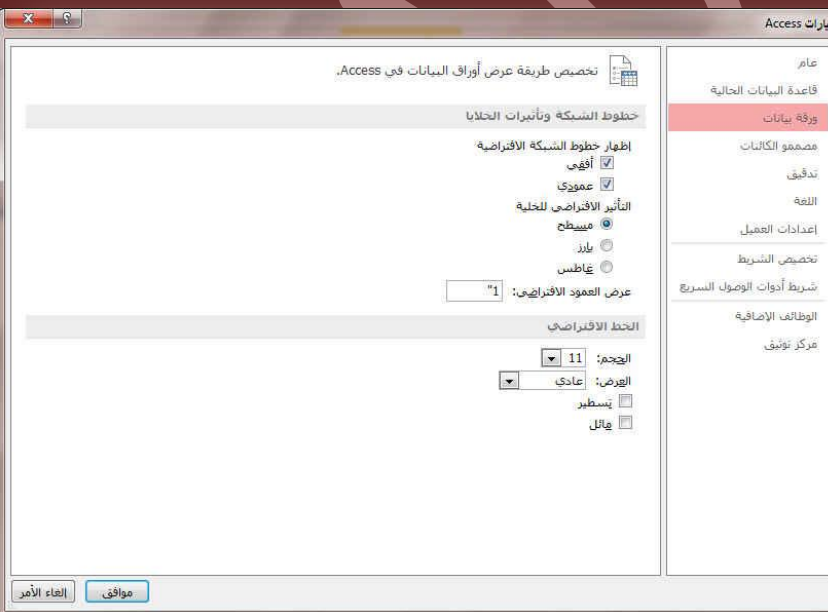 Access
عام
قاعدة البيانات الحالية
ورقة بيانات
مصممو الكائنات
تدقيق
اللغة
إعدادات العميل
تخصيص الشريط
شريط أدوات الوصول السريع
الوظائف الإضافية
مركز توثيق
تخصيص طريقة عرض أوراق البيانات في Access.
خطوط الشبكة وتأثيرات الخلايا
إظهار خطوط الشبكة الافتراضية
أفقي
عمودي
التأثير الافتراضي للخلية
مسطح
بارز
غاطس
عرض العمود الافتراضي: 1"
الخط الافتراضي
الحجم: 11
العرض: عادي
تسطير
مائل
موافق
إلغاء الأمر